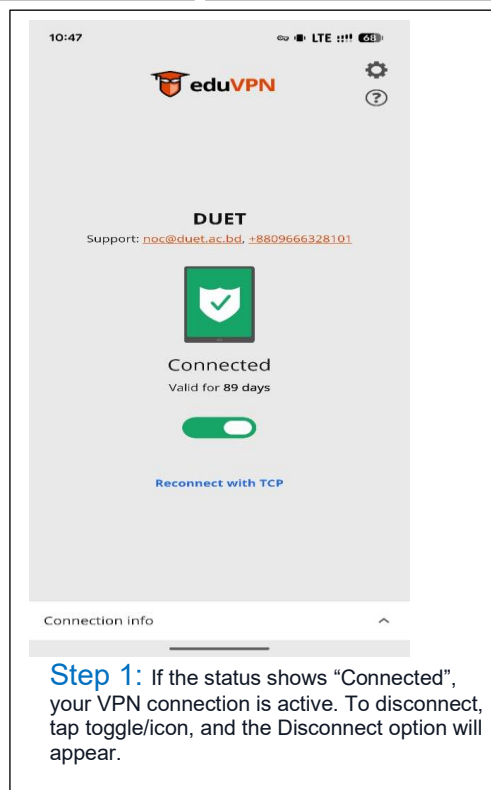 10:47 LTE 68
eduVPN
?
DUET
Support: noc@duet.ac.bd, +8809666328101
Connected
Valid for 89 days
Reconnect with TCP
Connection info
Step 1: If the status shows “Connected”,
your VPN connection is active. To disconnect,
tap toggle/icon, and the Disconnect option will
appear.